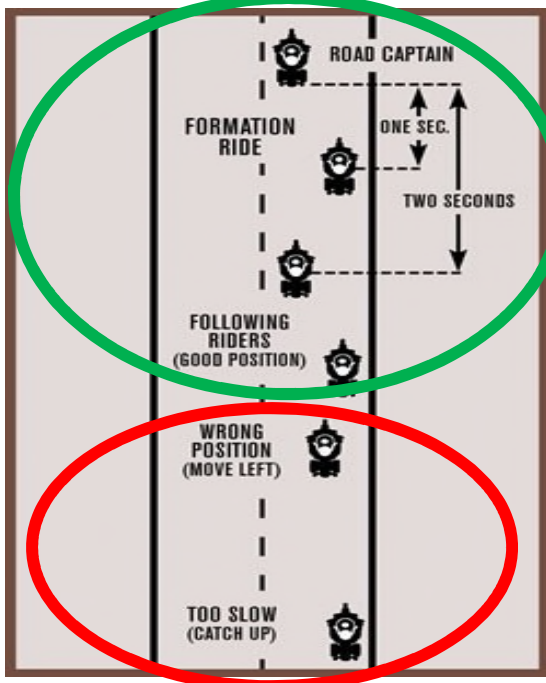 ROAD CAPTAIN
FORMATION
RIDE
ONE SEC.
TWO SECONDS
FOLLOWING
RIDERS
(GOOD POSITION)
WRONG
POSITION
(MOVE LEFT)
TOO SLOW
(CATCH UP)